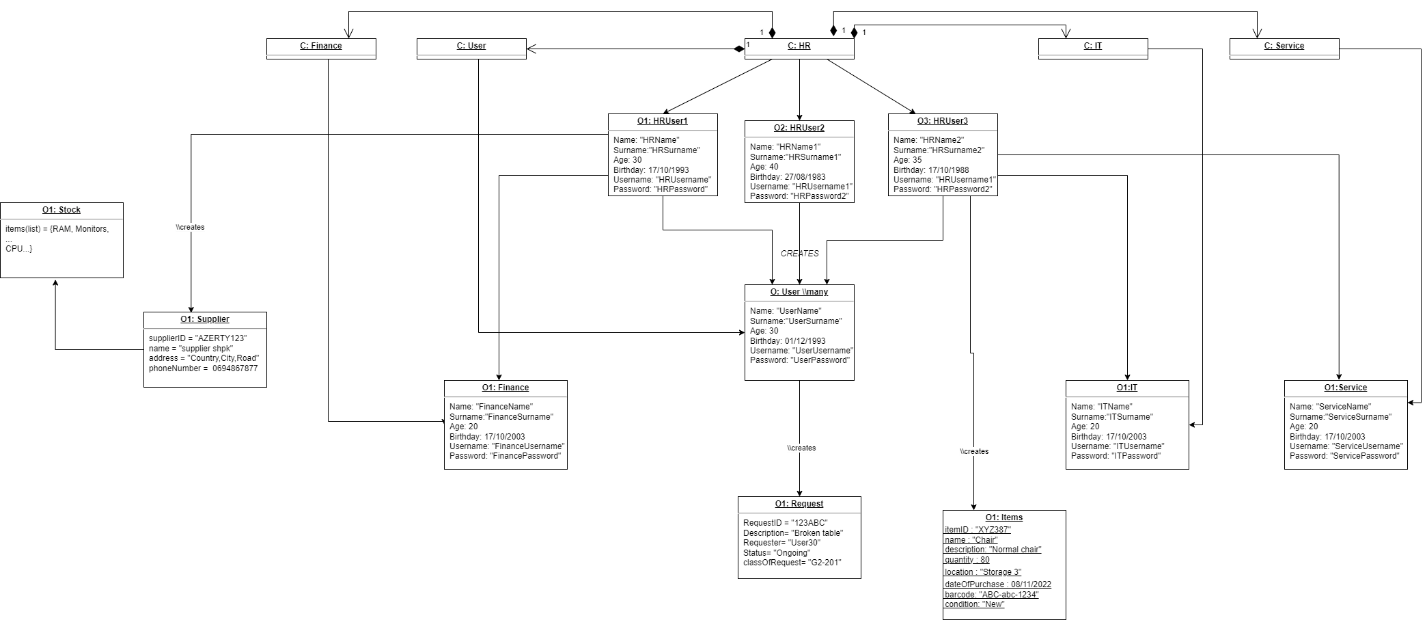 1
1
1
1
C: Finance
C: User
C: HR
C: IT
C: Service
O1: HRUser1
Name: "HRName"
Surname:"HRSurname"
Age: 30
Birthday: 17/10/1993
Username: "HRUsername"
Password: "HRPassword"
O2: HRUser2
Name: "HRName1"
Surname:"HRSurname1"
Age: 40
Birthday: 27/08/1983
Username: "HRUsername1"
Password: "HRPassword2"
O3: HRUser3
Name: "HRName2"
Surname:"HRSurname2"
Age: 35
Birthday: 17/10/1988
Username: "HRUsername1"
Password: "HRPassword2"
O1: Stock
items(list) = {RAM, Monitors,
...
CPU...}
\\creates
CREATES
O1: Supplier
supplierID = "AZERTY123"
name = "supplier shpk"
address = "Country,City,Road"
phoneNumber = 0694867877
O: User \\many
Name: "UserName"
Surname:"UserSurname"
Age: 30
Birthday: 01/12/1993
Username: "UserUsername"
Password: "UserPassword"
O1: Finance
Name: "FinanceName"
Surname:"FinanceSurname"
Age: 20
Birthday: 17/10/2003
Username: "FinanceUsername"
Password: "FinancePassword"
O1:IT
Name: "ITName"
Surname:"ITSurname"
Age: 20
Birthday: 17/10/2003
Username: "ITUsername"
Password: "ITPassword"
O1:Service
Name: "ServiceName"
Surname:"ServiceSurname"
Age: 20
Birthday: 17/10/2003
Username: "ServiceUsername"
Password: "ServicePassword"
\\creates
\\creates
O1: Request
RequestID = "123ABC"
Description= "Broken table"
Requester= "User30"
Status= "Ongoing"
classOfRequest= "G2-201"
O1: Items
itemID : "XYZ387"
name : "Chair"
description: "Normal chair"
quantity : 80
location : "Storage 3"
dateOfPurchase : 08/11/2022
barcode: "ABC-abc-1234"
condition: "New"